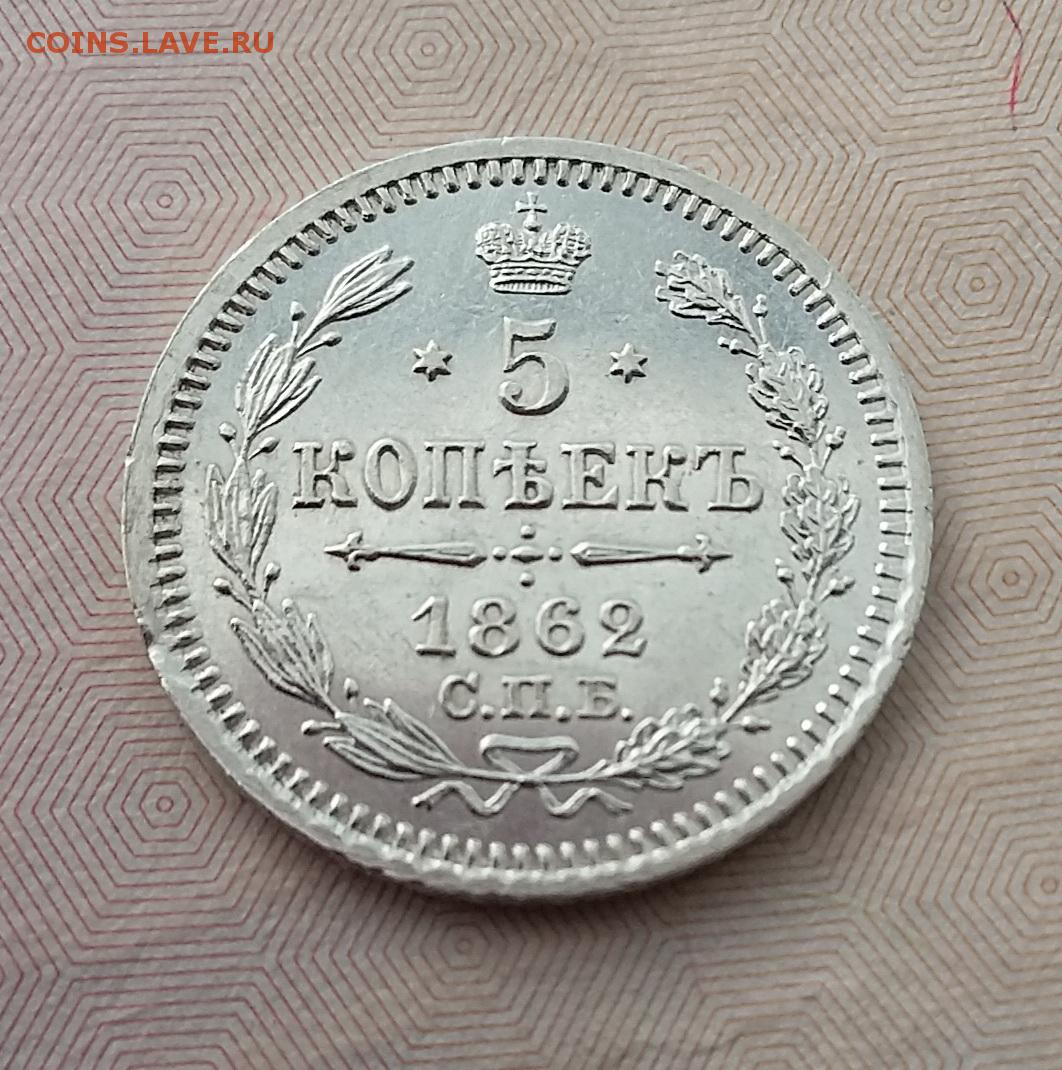 COINS.LAVE.RU
* 5 *
КОПѢЕКЪ
1862
С.П.Б.